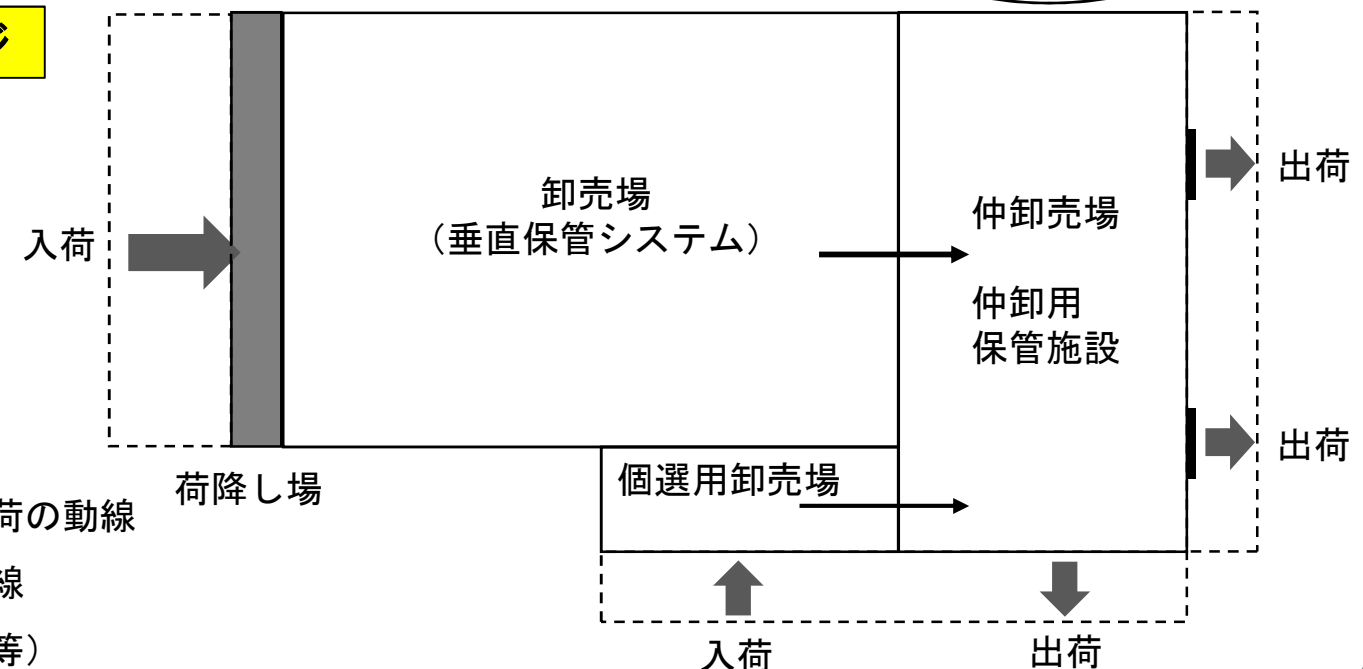 ジ
入荷
卸売場
（垂直保管システム）
仲卸売場
仲卸用
保管施設
出荷
出荷
荷降し場
個選用卸売場
荷の動線
線
等）
入荷
出荷